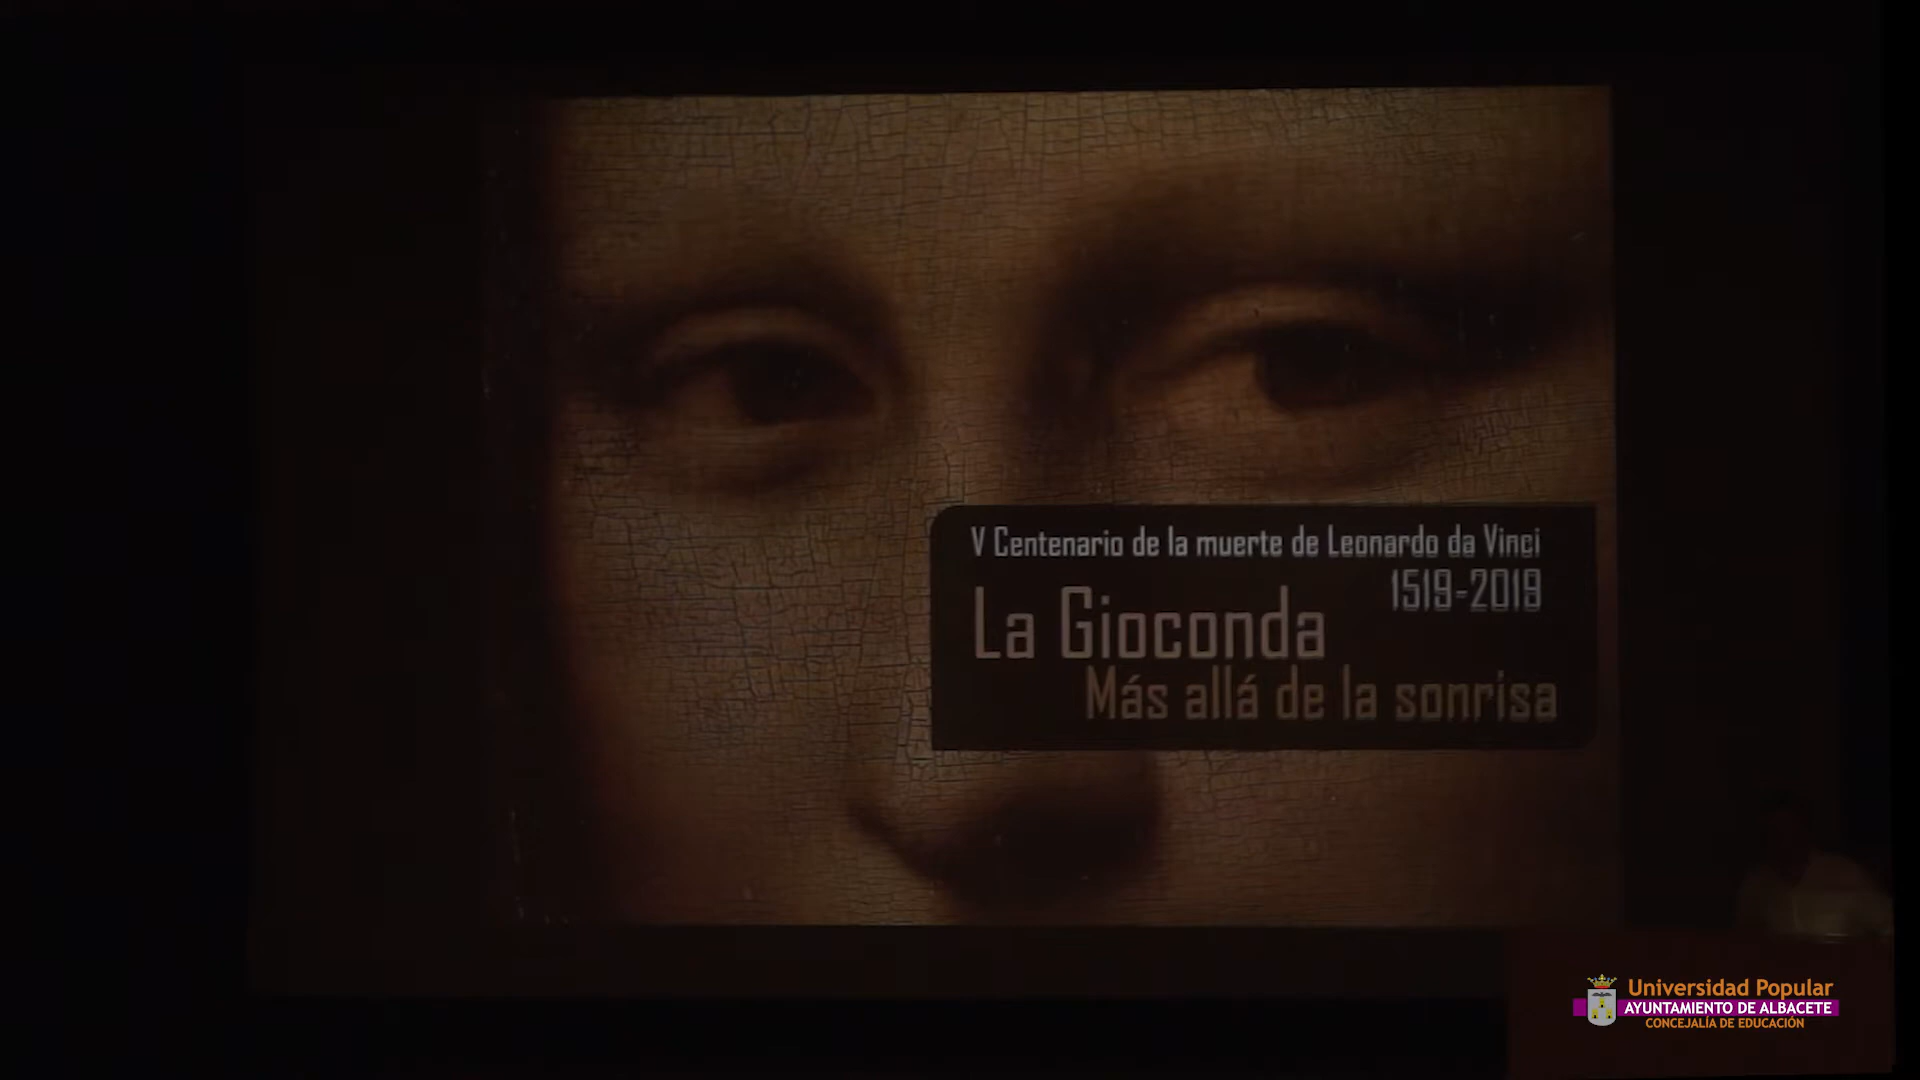 V Centenario de la muerte de Leonardo da Vinci
1519-2019
La Gioconda
Más allá de la sonrisa
Universidad Popular
AYUNTAMIENTO DE ALBACETE
CONCEJALÍA DE EDUCACIÓN